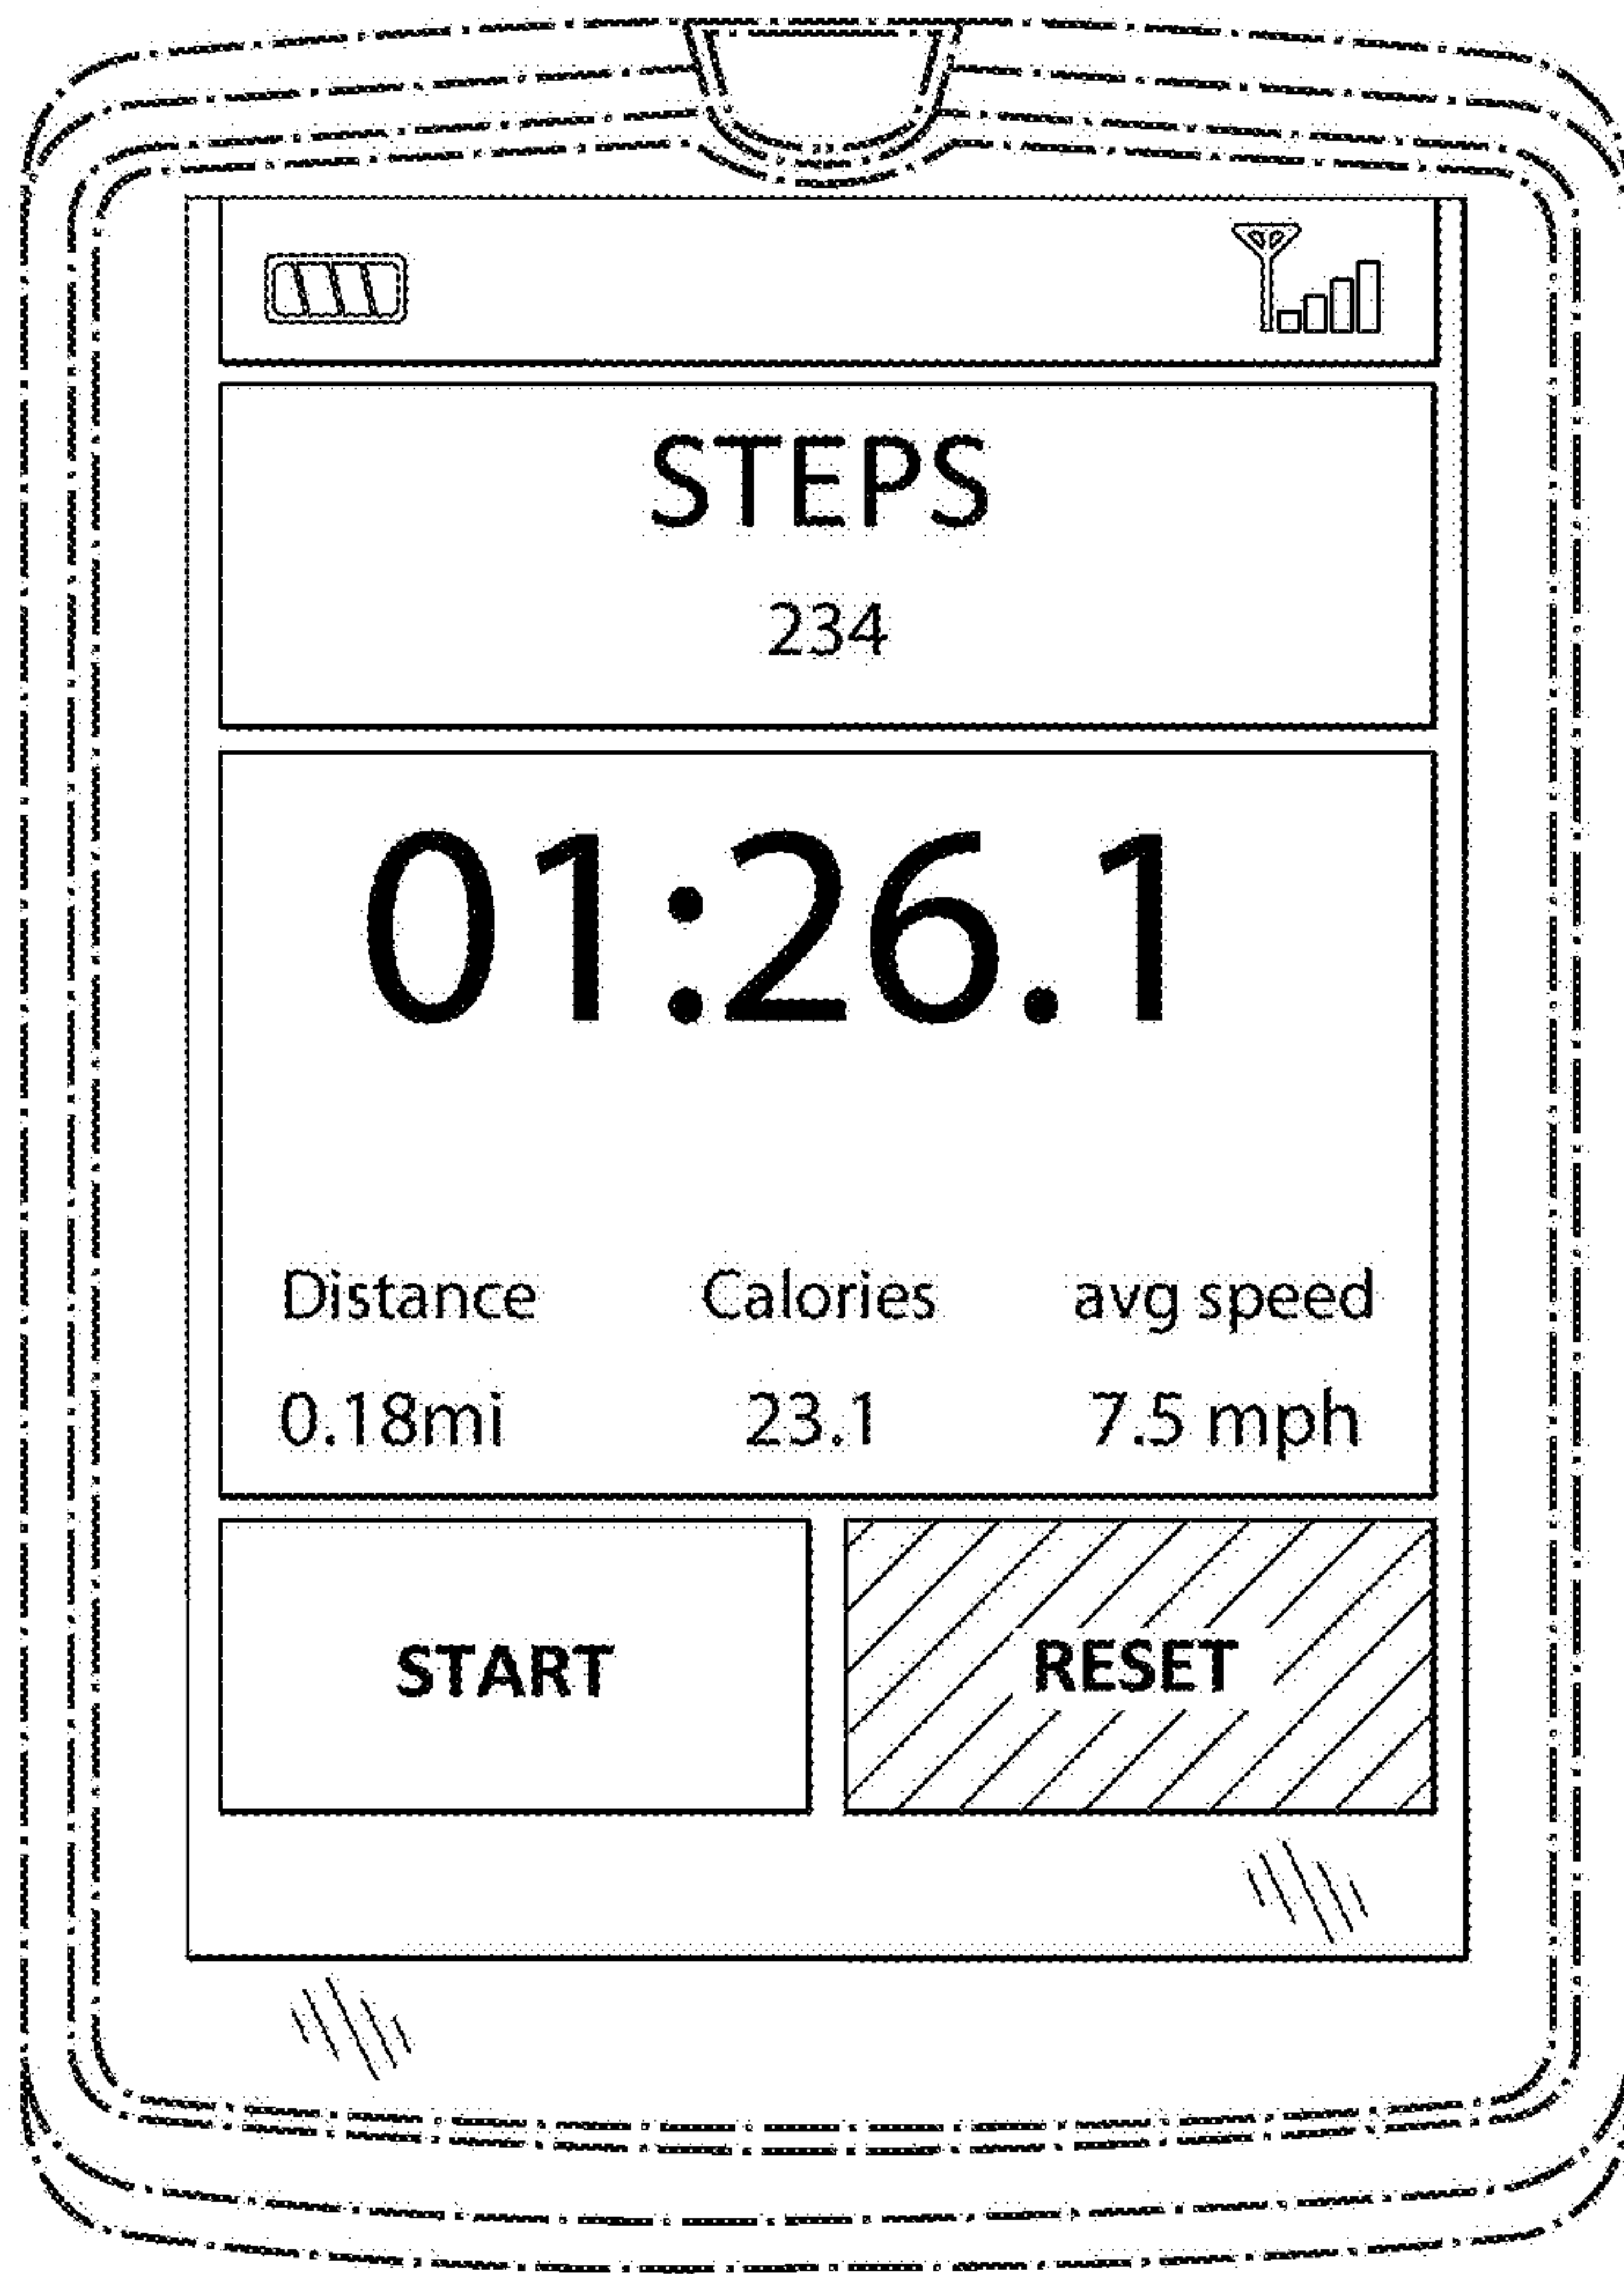 STEPS
234
01:26.1
Distance Calories avg speed
0.18mi 23.1 7.5 mph
START RESET